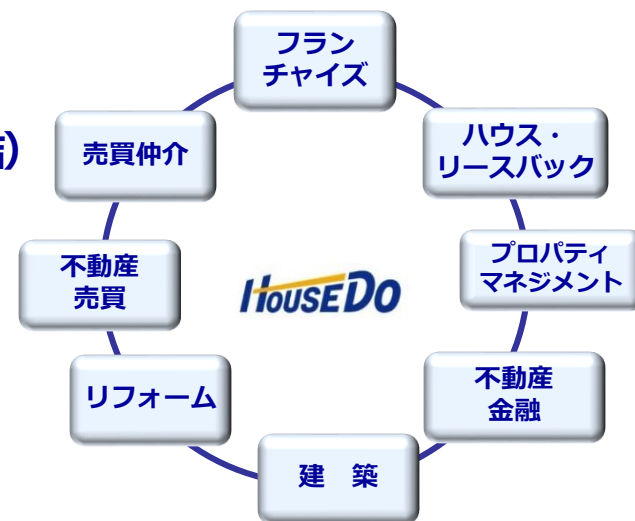 フラン
チャイズ
ハウス・
リースバック
プロパティ
マネジメント
不動産
金融
建 築
リフォーム
不動産
売買
売買仲介
HOUSEDO